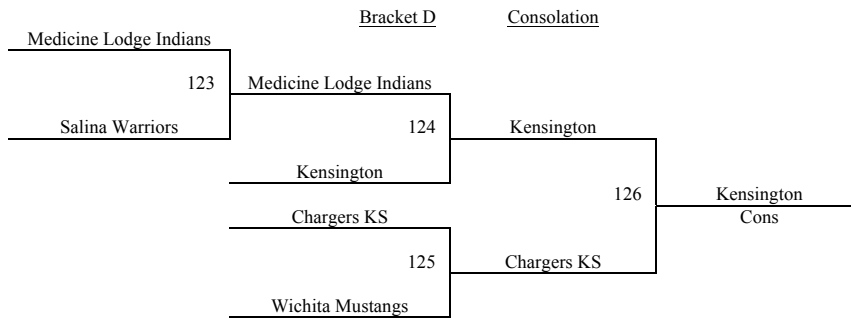 Bracket D Consolation
Medicine Lodge Indians
123 Medicine Lodge Indians
Salina Warriors 124 Kensington
Kensington
126 Kensington
Chargers KS Cons
125 Chargers KS
Wichita Mustangs